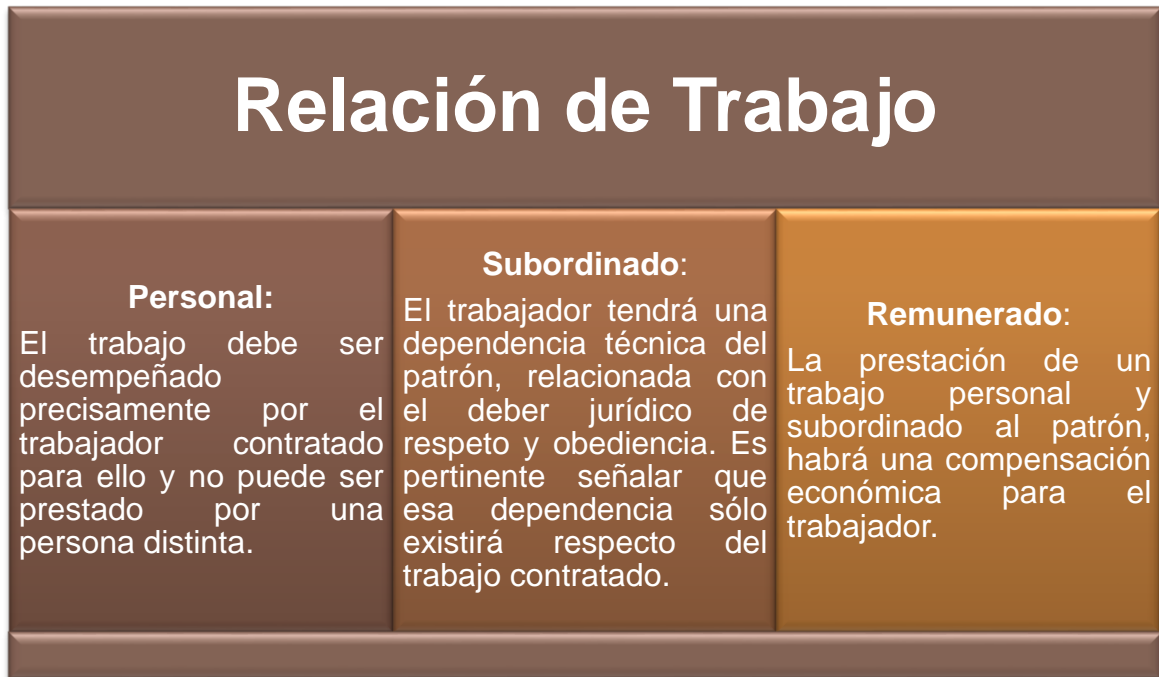 Relación de Trabajo
Personal:
El trabajo debe ser
desempeñado
precisamente por el
trabajador contratado
para ello y no puede ser
prestado por una
persona distinta.
Subordinado:
El trabajador tendrá una
dependencia técnica del
patrón, relacionada con
el deber jurídico de
respeto y obediencia. Es
pertinente señalar que
esa dependencia sólo
existirá respecto del
trabajo contratado.
Remunerado:
La prestación de un
trabajo personal y
subordinado al patrón,
habrá una compensación
económica para el
trabajador.